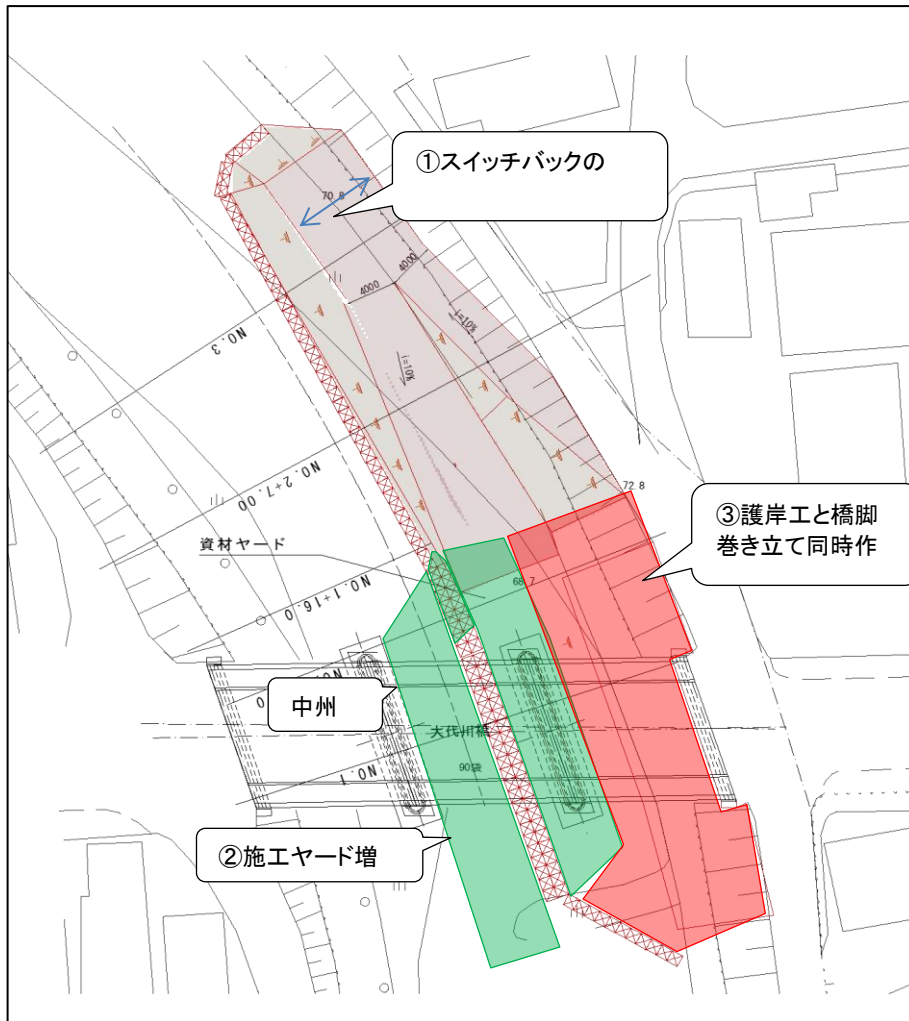 ①スイッチバックの
70.8
4000
4000
i=10%
i=10%
NO.3
NO.2+7.00
72.8
③護岸工と橋脚
巻き立て同時作
資材ヤード
NO.1+16.0
68.7
中州
大代川橋
NO.1
90袋
②施工ヤード増